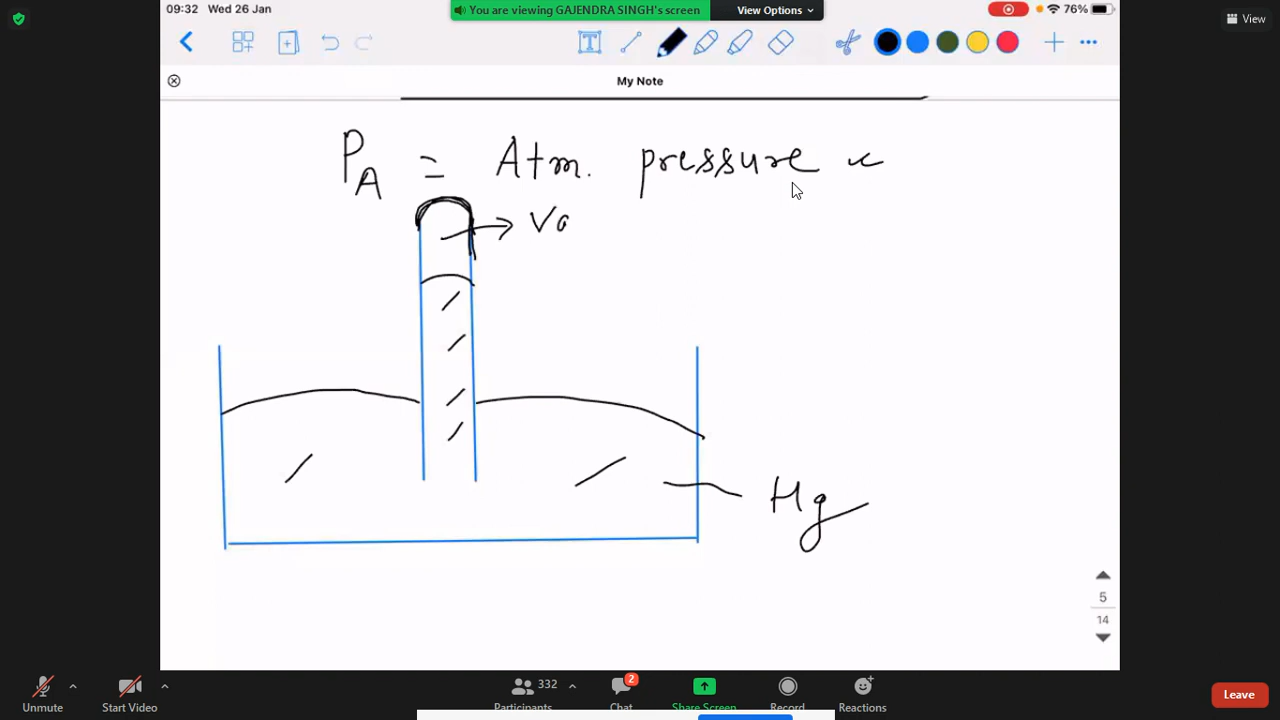 09:32 Wed 26 Jan
You are viewing GAJENDRA SINGH's screen
View Options
76%
View
My Note
P_A = Atm. pressure
Va
Hg
5
14
Unmute
Start Video
332
Participants
2
Chat
Share Screen
Record
Reactions
Leave